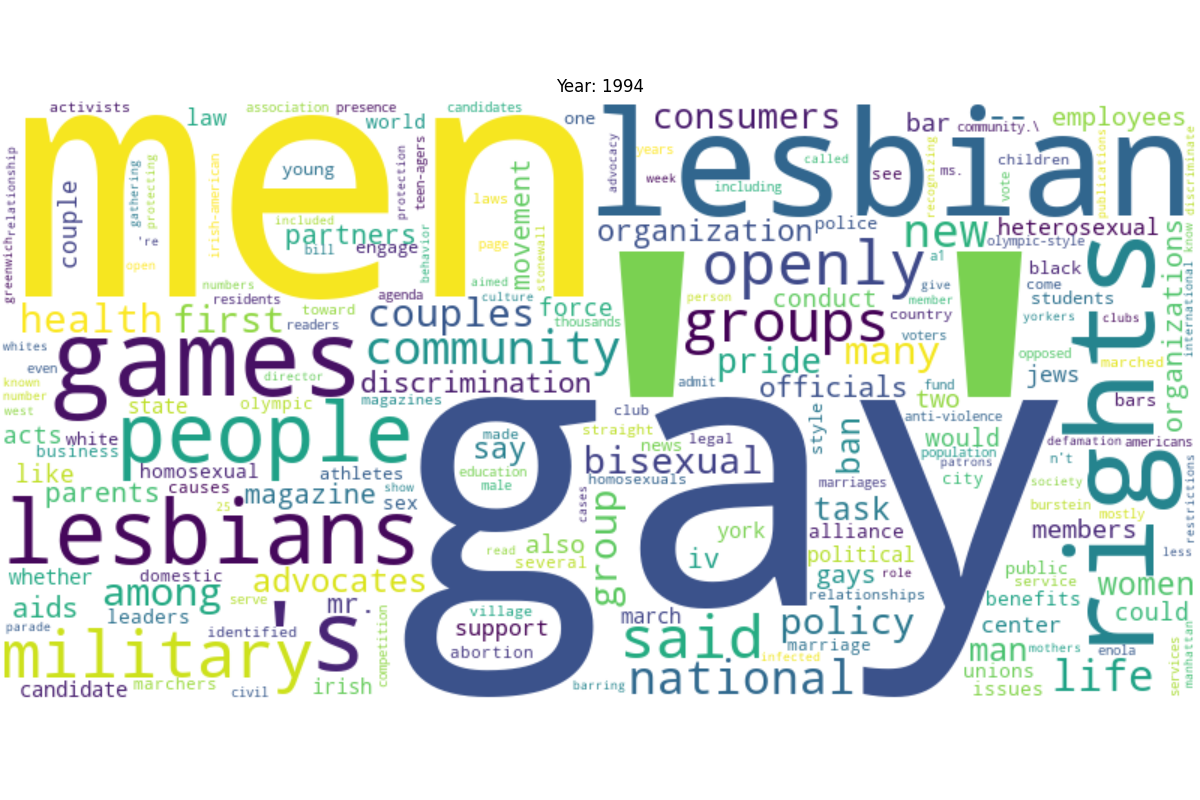 Year: 1994
activists
association
presence
candidates
law
world
one
consumers
bar
community.\
--
employees
men
lesbian
relationship
greenwich
couple
gathering
protecting
're
open
irish-american
young
included
partners
bill
engage
protection
teen-agers
behavior
laws
page
aimed
movement
stonewall
advocacy
years
week
including
called
see
recognizing
ms.
children
vote
publications
discriminate
organization
police
new
heterosexual
olympic-style
know
international
numbers
residents
agenda
culture
openly
a1
give
member
black
come
students
yorkers
clubs
organizations
rights
health
first
toward
readers
couples
force
thousands
''
person
conduct
groups
country
voters
whites
even
games
community
pride
many
opposed
marched
known
number
west
director
discrimination
magazines
admit
officials
fund
two
jews
bars
state
olympic
people
gay
club
straight
news
legal
style
ban
anti-violence
would
population
patrons
city
defamation
americans
n't
society
acts
white
business
like
homosexual
athletes
made
say
education
male
bisexual
homosexuals
marriages
parents
causes
magazine
show
sex
25
cases
group
york
task
alliance
burstein
mostly
members
restrictions
less
lesbians
read
also
several
iv
political
gays
role
relationships
public
service
women
whether
domestic
advocates
among
aids
leaders
serve
mr.
village
support
abortion
march
said
policy
marriage
benefits
could
center
parade
identified
's
military
competition
infected
national
man
mothers
enola
unions
issues
life
services
manhattan
candidate
marchers
civil
irish
barring